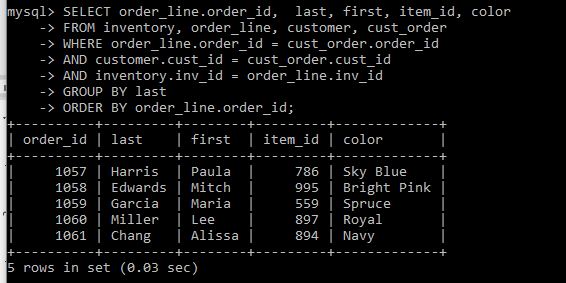 mysql> SELECT order_line.order_id,  last, first, item_id, color
    -> FROM inventory, order_line, customer, cust_order
    -> WHERE order_line.order_id = cust_order.order_id
    -> AND customer.cust_id = cust_order.cust_id
    -> AND inventory.inv_id = order_line.inv_id
    -> GROUP BY last
    -> ORDER BY order_line.order_id;
+----------+---------+--------+---------+-------------+
| order_id | last    | first  | item_id | color       |
+----------+---------+--------+---------+-------------+
|     1057 | Harris  | Paula  |     786 | Sky Blue    |
|     1058 | Edwards | Mitch  |     995 | Bright Pink |
|     1059 | Garcia  | Maria  |     559 | Spruce      |
|     1060 | Miller  | Lee    |     897 | Royal       |
|     1061 | Chang   | Alissa |     894 | Navy        |
+----------+---------+--------+---------+-------------+
5 rows in set (0.03 sec)